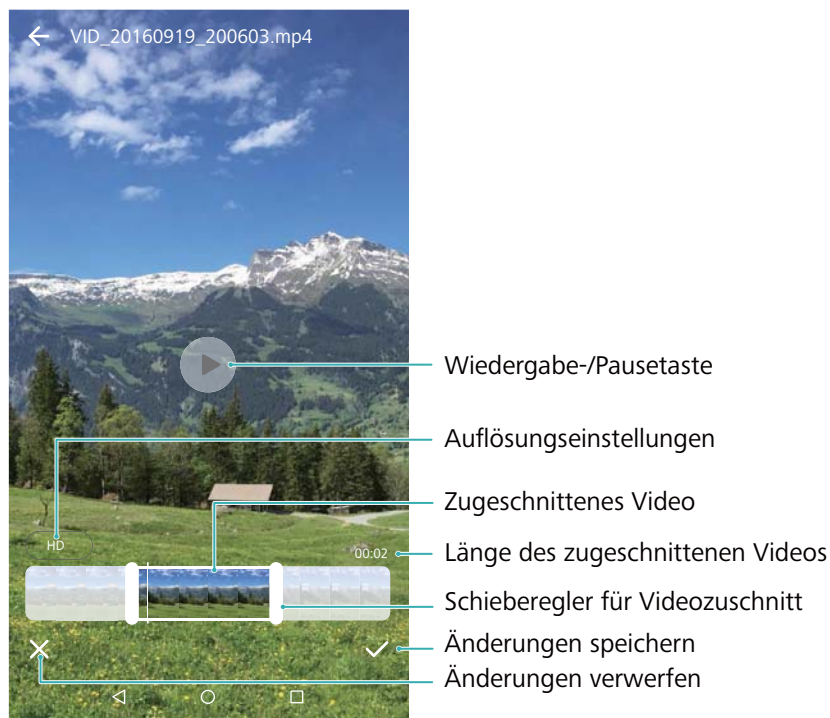 VID_20160919_200603.mp4
Wiedergabe-/Pausetaste
Auflösungseinstellungen
Zugeschnittenes Video
HD
00:02
Länge des zugeschnittenen Videos
Schieberegler für Videozuschnitt
Änderungen speichern
Änderungen verwerfen